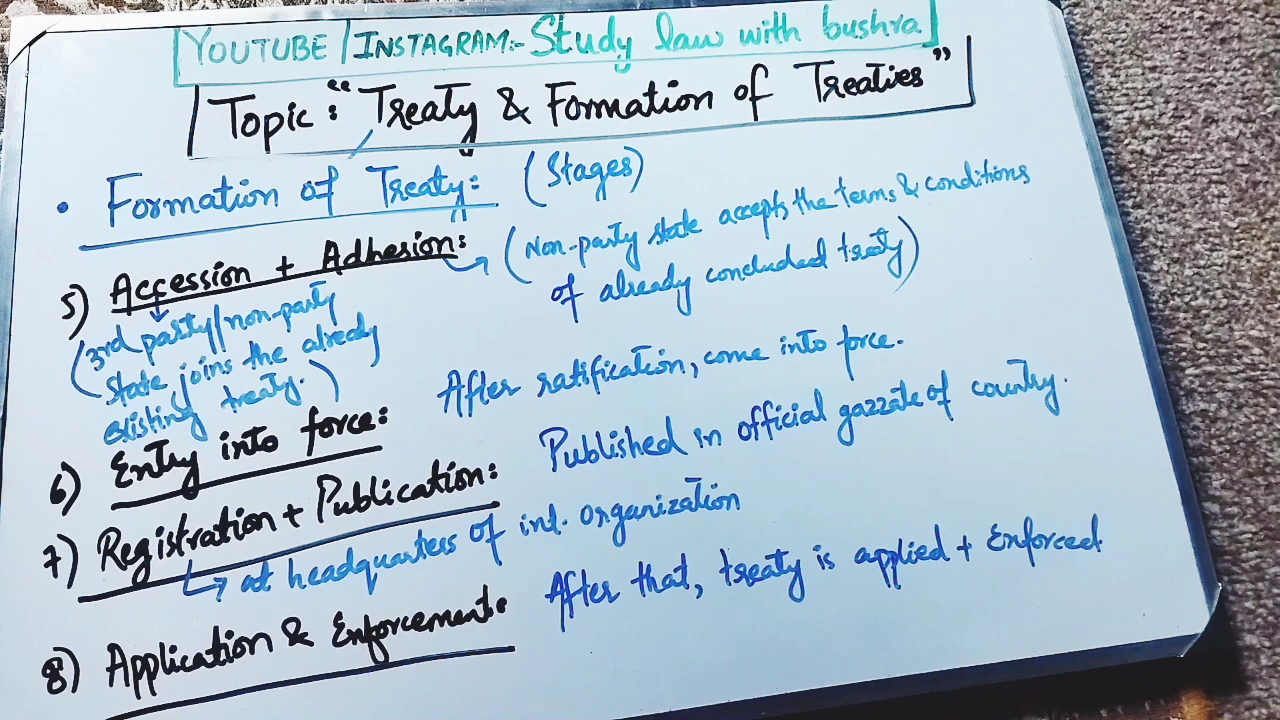 YOUTUBE/INSTAGRAM:- Study law with bushra
Topic: "Treaty & Formation of Treaties"
• Formation of Treaty: (Stages)
5) Accession + Adhesion: → (Non-party state accepts the terms & conditions
of already concluded treaty)
(3rd party/non-party
state joins the already
existing treaty.)
6) Entry into force: After ratification, come into force.
7) Registration + Publication: Published in official gazzate of country.
→ at headquarters of int. organization
8) Application & Enforcement: After that, treaty is applied + Enforced.